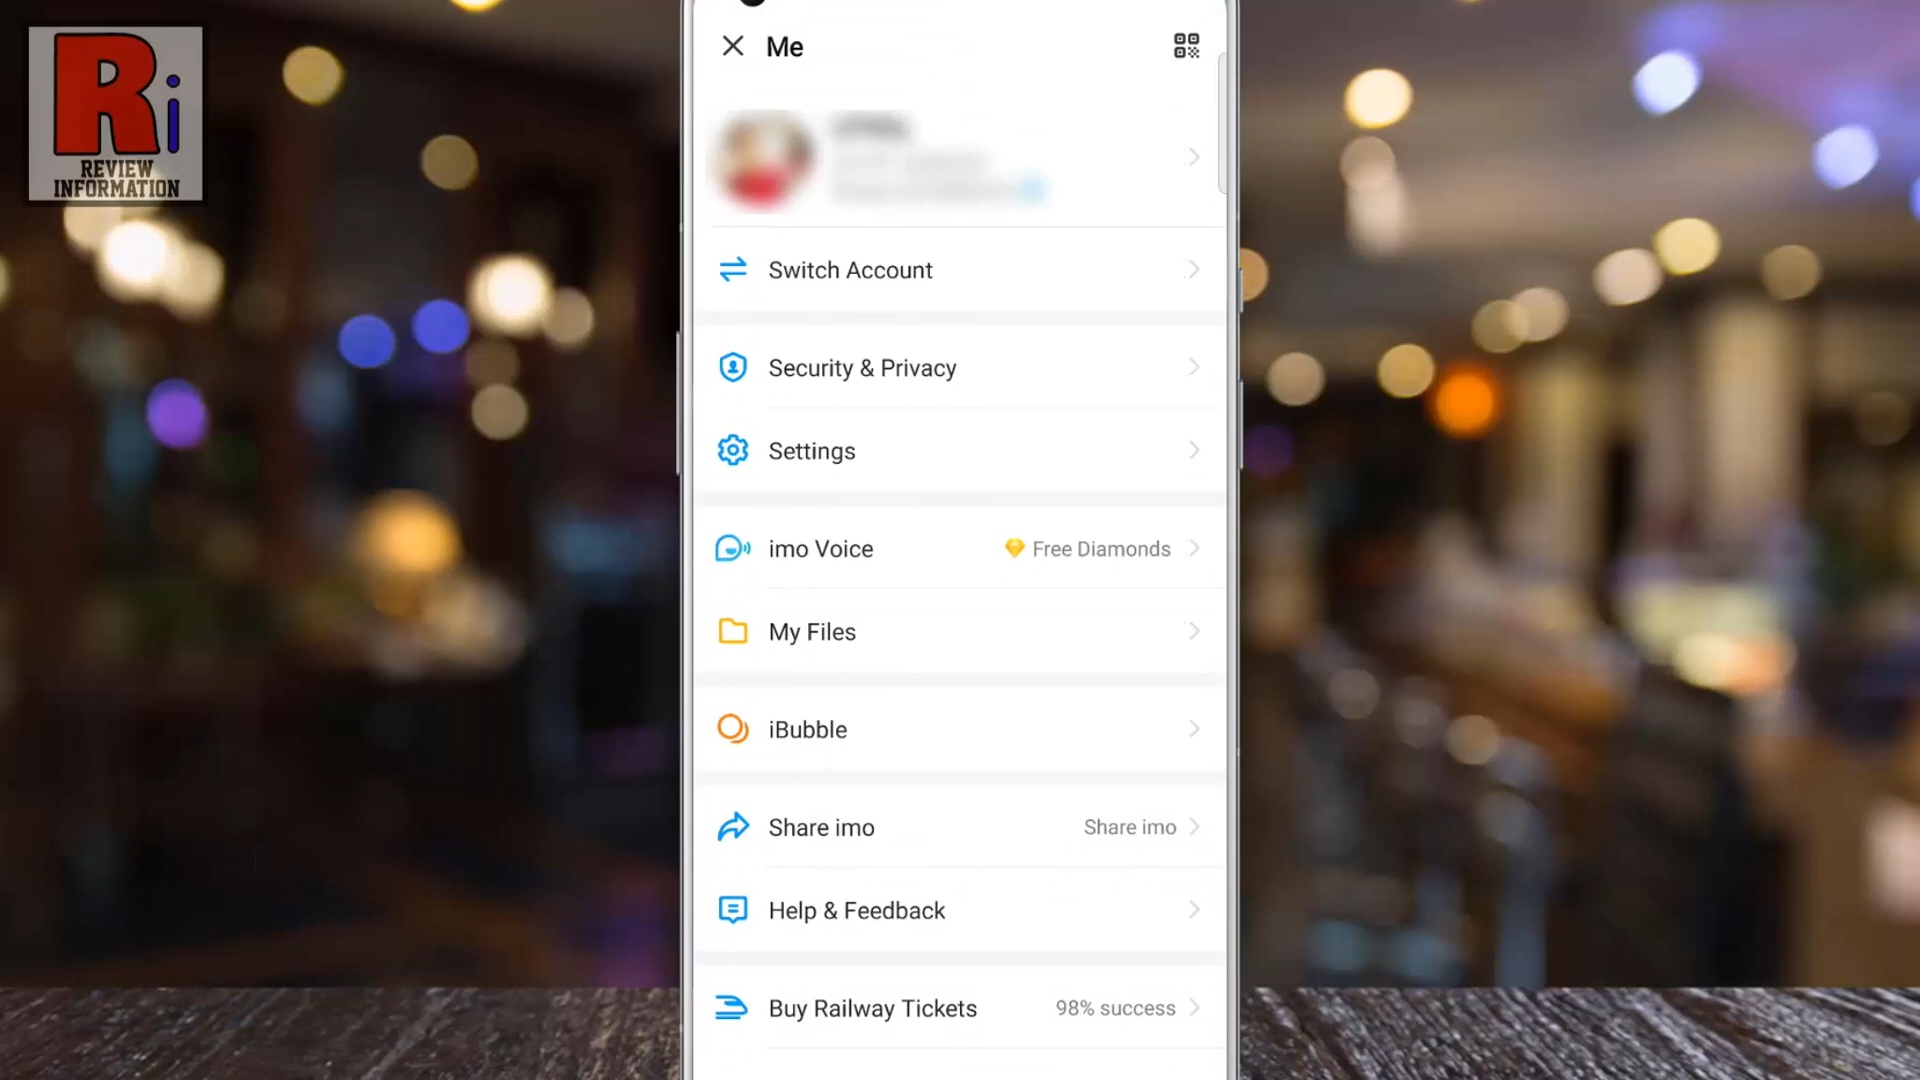 Ri
REVIEW
INFORMATION
Me
Switch Account
Security & Privacy
Settings
imo Voice
Free Diamonds
My Files
iBubble
Share imo
Share imo
Help & Feedback
Buy Railway Tickets
98% success